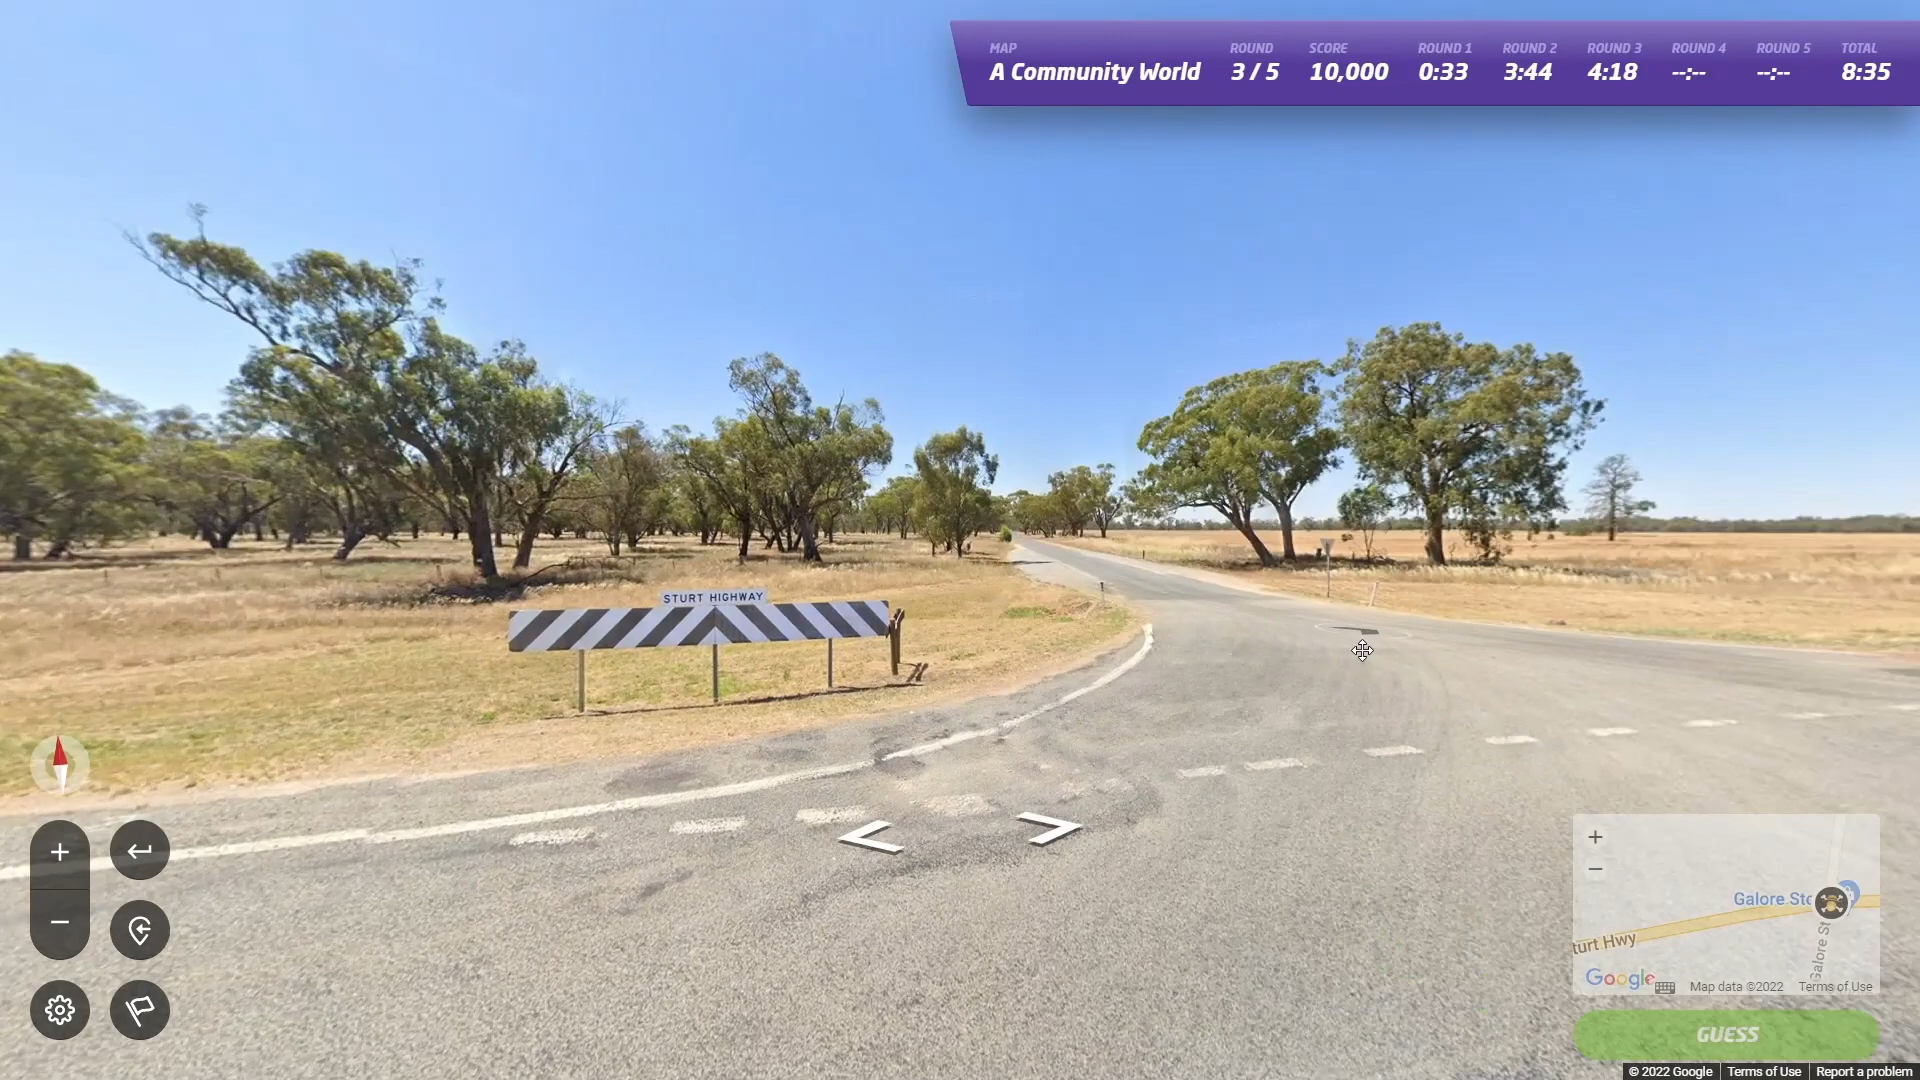 MAP ROUND SCORE ROUND 1 ROUND 2 ROUND 3 ROUND 4 ROUND 5 TOTAL
A Community World 3 / 5 10,000 0:33 3:44 4:18 --:-- --:-- 8:35
STURT HIGHWAY
Galore Sto
turt Hwy
Galore St
Google
Map data ©2022 Terms of Use
GUESS
© 2022 Google Terms of Use Report a problem